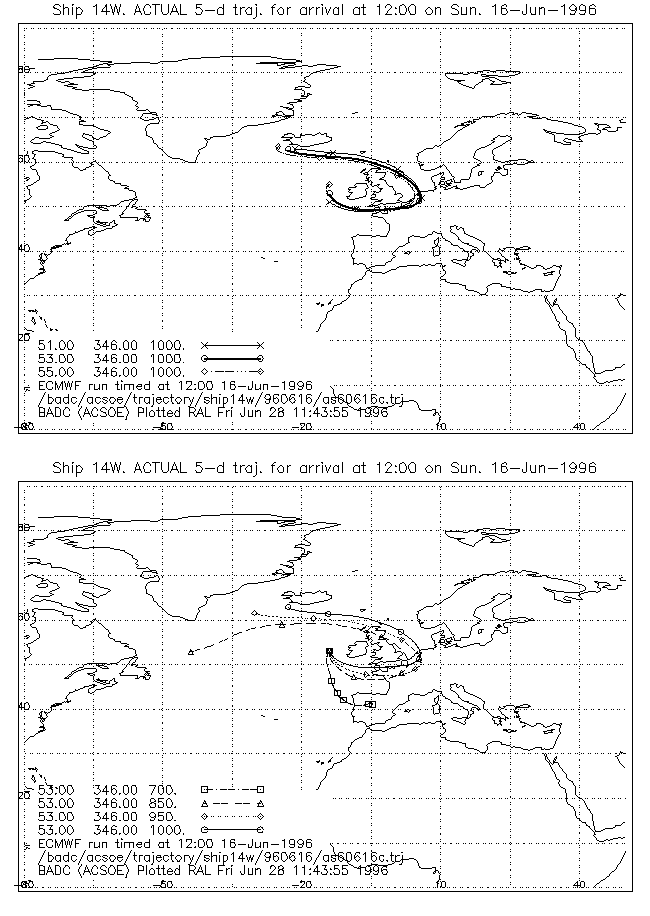 Ship 14W. ACTUAL 5-d traj. for arrival at 12:00 on Sun. 16-Jun-1996
80
60
40
20
51.00 346.00 1000.
53.00 346.00 1000.
55.00 346.00 1000.
ECMWF run timed at 12:00 16-Jun-1996
/badc/acsoe/trajectory/ship14w/960616/as60616c.trj
BADC (ACSOE) Plotted RAL Fri Jun 28 11:43:55 1996
-80 -50 -20 10 40
Ship 14W. ACTUAL 5-d traj. for arrival at 12:00 on Sun. 16-Jun-1996
80
60
40
20
53.00 346.00 700.
53.00 346.00 850.
53.00 346.00 950.
53.00 346.00 1000.
ECMWF run timed at 12:00 16-Jun-1996
/badc/acsoe/trajectory/ship14w/960616/as60616c.trj
BADC (ACSOE) Plotted RAL Fri Jun 28 11:43:55 1996
-80 -50 -20 10 40